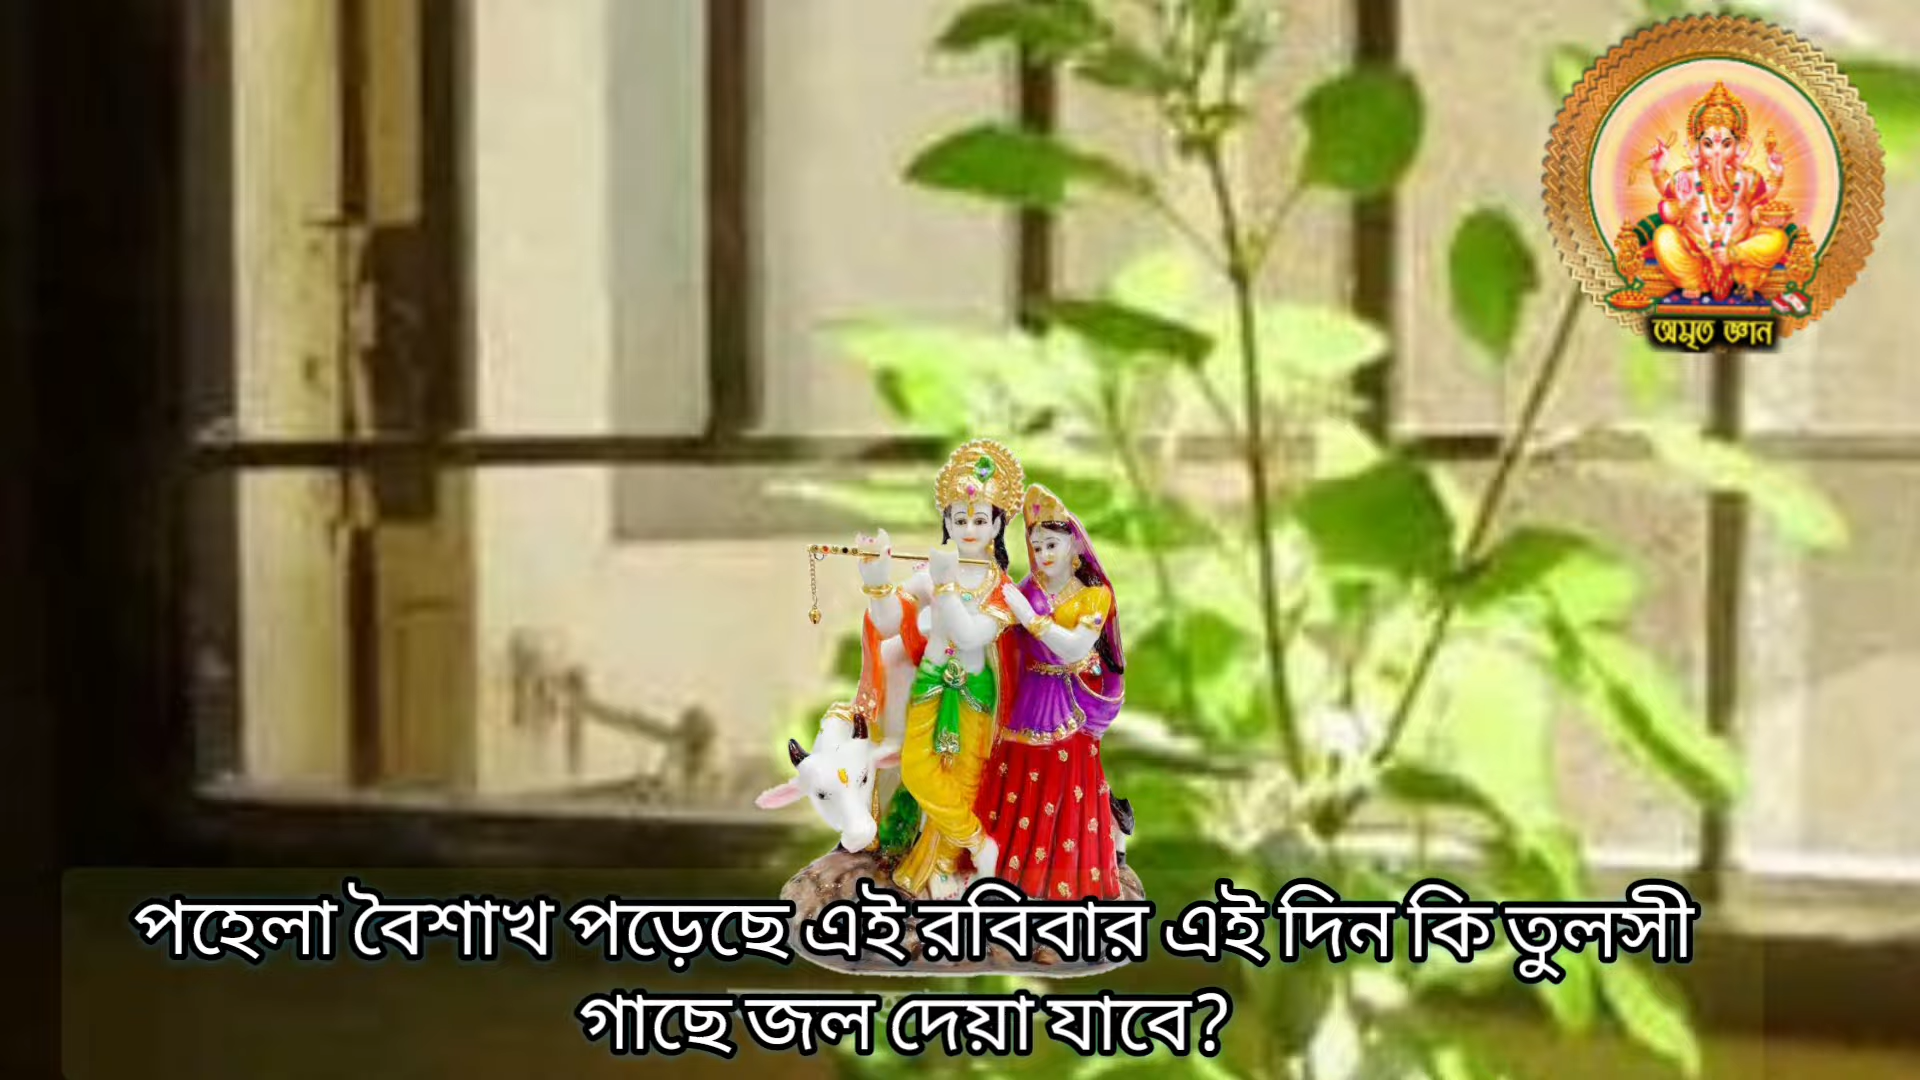 অমৃত জ্ঞান
পহেলা বৈশাখ পড়েছে এই রবিবার এই দিন কি তুলসী
গাছে জল দেয়া যাবে?